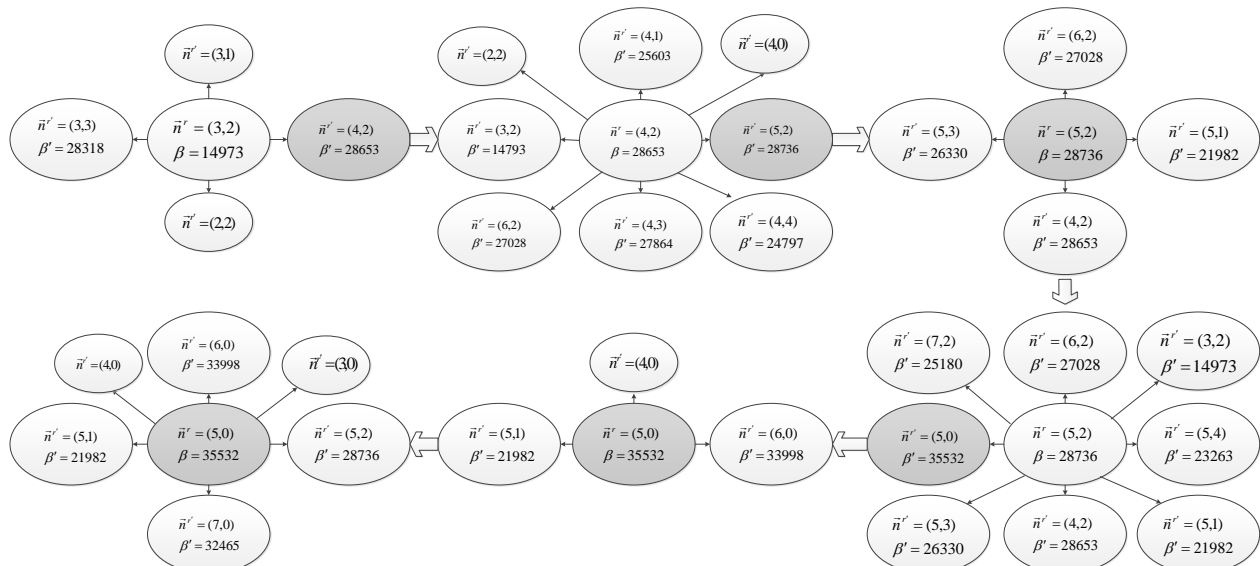 n⃗^r' = (3,1)
n⃗^r' = (3,3)
β' = 28318
n⃗^r = (3,2)
β = 14973
n⃗^r' = (4,2)
β' = 28653
n⃗^r' = (2,2)
n⃗^r' = (2,2)
n⃗^r' = (4,1)
β' = 25603
n⃗^r' = (4,0)
n⃗^r' = (3,2)
β' = 14793
n⃗^r = (4,2)
β = 28653
n⃗^r' = (5,2)
β' = 28736
n⃗^r' = (6,2)
β' = 27028
n⃗^r' = (4,3)
β' = 27864
n⃗^r' = (4,4)
β' = 24797
n⃗^r' = (6,2)
β' = 27028
n⃗^r' = (5,3)
β' = 26330
n⃗^r = (5,2)
β = 28736
n⃗^r' = (5,1)
β' = 21982
n⃗^r' = (4,2)
β' = 28653
n⃗^r' = (4,0)
n⃗^r' = (6,0)
β' = 33998
n⃗^r' = (3,0)
n⃗^r' = (5,1)
β' = 21982
n⃗^r = (5,0)
β = 35532
n⃗^r' = (5,2)
β' = 28736
n⃗^r' = (7,0)
β' = 32465
n⃗^r' = (4,0)
n⃗^r' = (5,1)
β' = 21982
n⃗^r = (5,0)
β = 35532
n⃗^r' = (6,0)
β' = 33998
n⃗^r' = (7,2)
β' = 25180
n⃗^r' = (6,2)
β' = 27028
n⃗^r' = (3,2)
β' = 14973
n⃗^r' = (5,0)
β' = 35532
n⃗^r = (5,2)
β = 28736
n⃗^r' = (5,4)
β' = 23263
n⃗^r' = (5,3)
β' = 26330
n⃗^r' = (4,2)
β' = 28653
n⃗^r' = (5,1)
β' = 21982